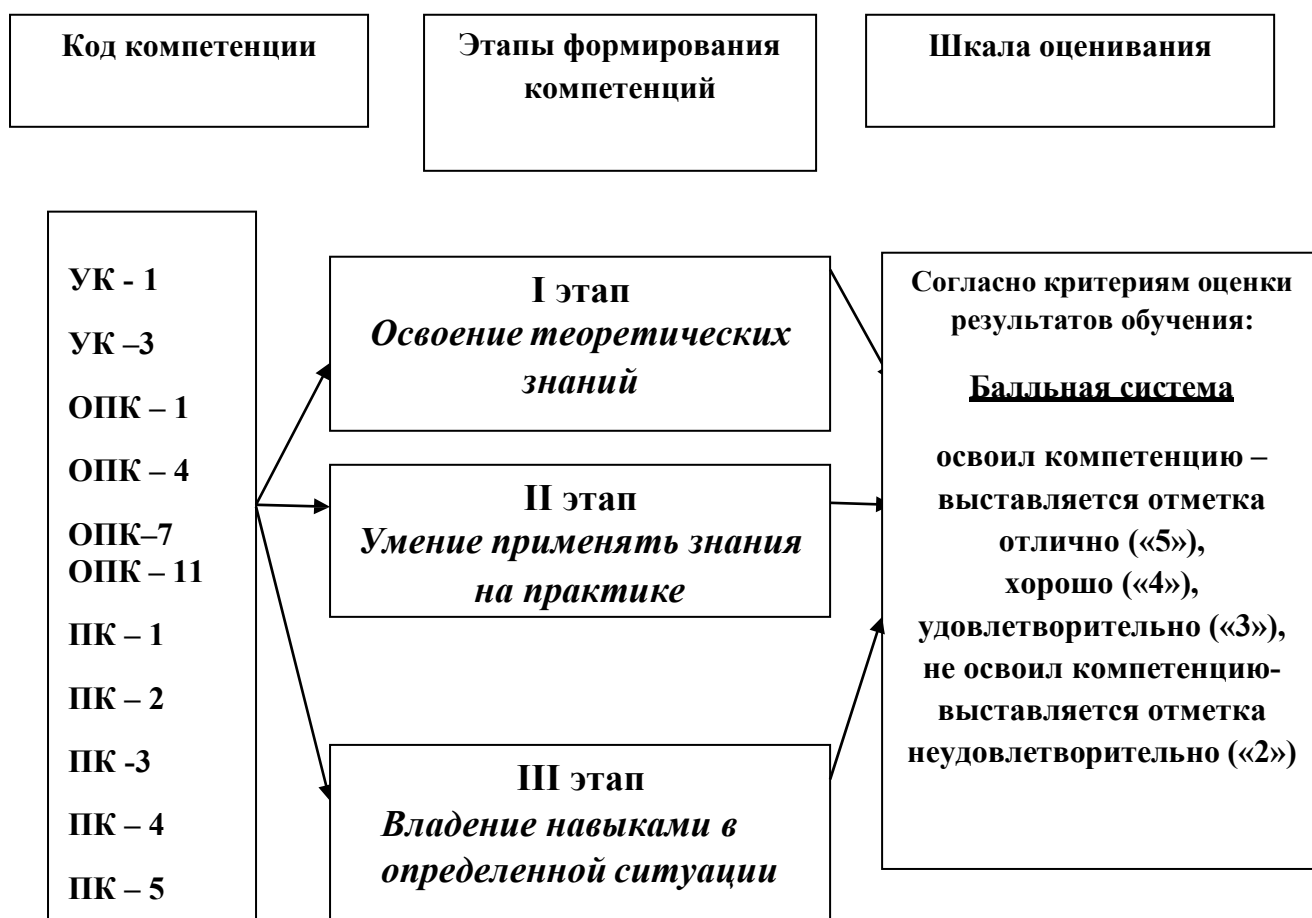 Код компетенции
Этапы формирования
компетенций
Шкала оценивания
УК - 1
УК –3
ОПК – 1
ОПК – 4
ОПК–7
ОПК – 11
ПК – 1
ПК – 2
ПК -3
ПК – 4
ПК – 5
I этап
Освоение теоретических
знаний
II этап
Умение применять знания
на практике
III этап
Владение навыками в
определенной ситуации
Согласно критериям оценки
результатов обучения:
Балльная система
освоил компетенцию –
выставляется отметка
отлично («5»),
хорошо («4»),
удовлетворительно («3»),
не освоил компетенцию-
выставляется отметка
неудовлетворительно («2»)